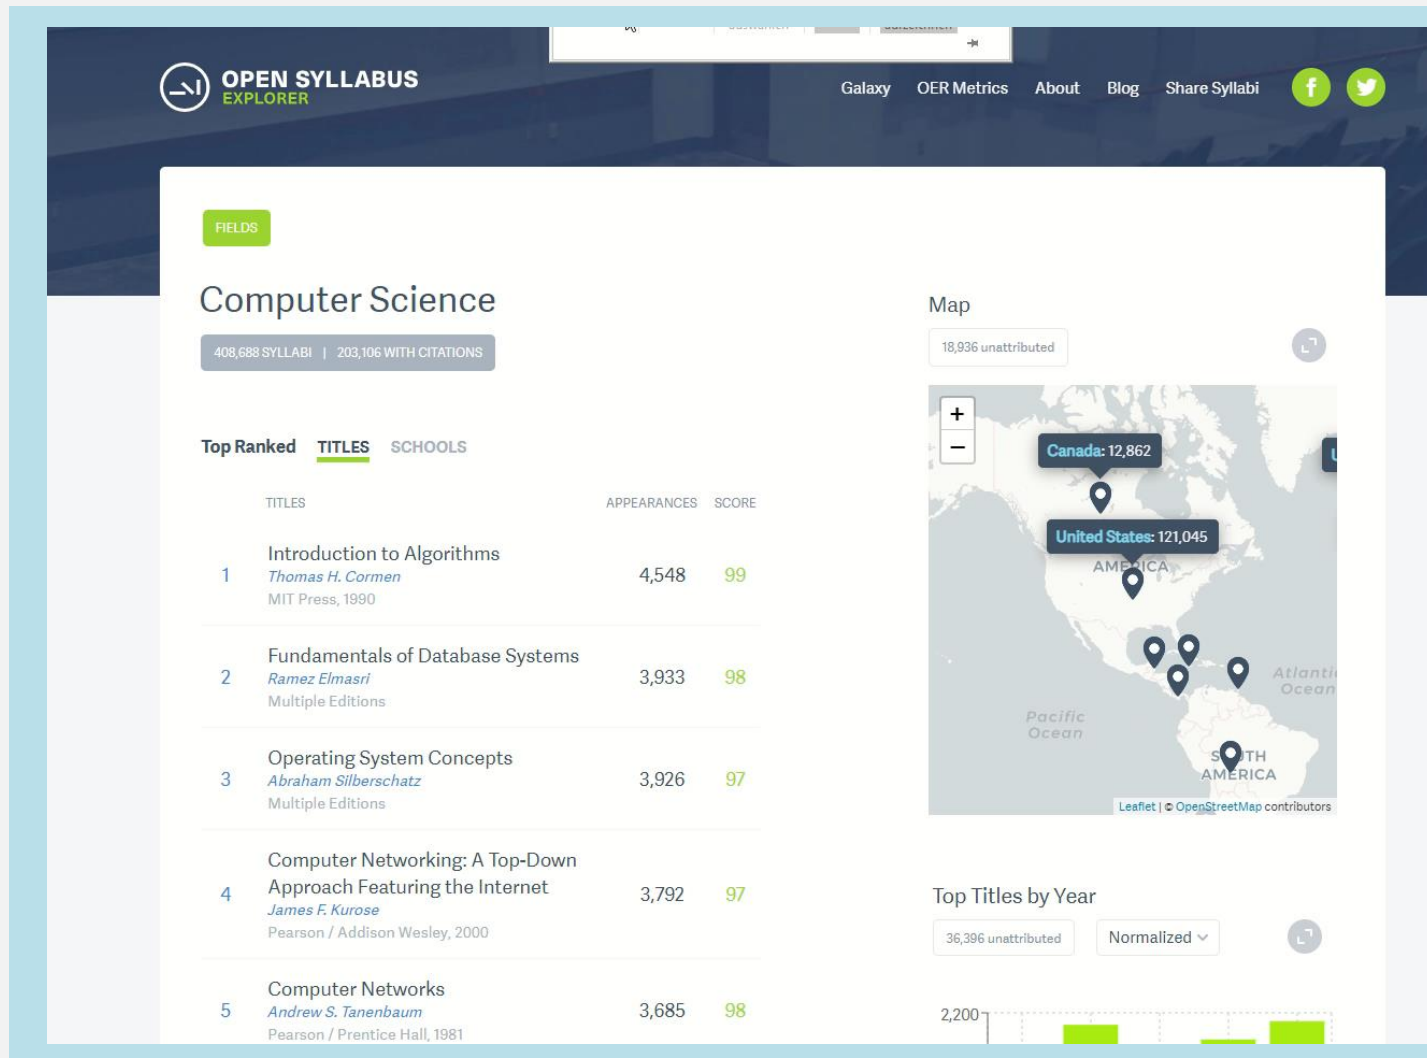 OPEN SYLLABUS
EXPLORER
Galaxy OER Metrics About Blog Share Syllabi
FIELDS
Computer Science
408,688 SYLLABI | 203,106 WITH CITATIONS
Top Ranked TITLES SCHOOLS
TITLES APPEARANCES SCORE
1 Introduction to Algorithms 4,548 99
Thomas H. Cormen
MIT Press, 1990
2 Fundamentals of Database Systems 3,933 98
Ramez Elmasri
Multiple Editions
3 Operating System Concepts 3,926 97
Abraham Silberschatz
Multiple Editions
4 Computer Networking: A Top-Down
Approach Featuring the Internet 3,792 97
James F. Kurose
Pearson / Addison Wesley, 2000
5 Computer Networks 3,685 98
Andrew S. Tanenbaum
Pearson / Prentice Hall, 1981
Map
18,936 unattributed
+
−
Canada: 12,862
United States: 121,045
AMERICA
Pacific
Ocean
Ocean
SOUTH
AMERICA
Leaflet | © OpenStreetMap contributors
Top Titles by Year
36,396 unattributed Normalized
2,200